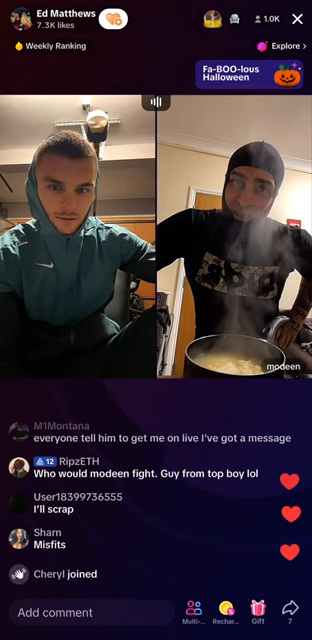 Ed Matthews
7.3K likes
1.0K
Weekly Ranking
Explore >
Fa-BOO-lous
Halloween
modeen
M1Montana
everyone tell him to get me on live I've got a message
12 RipzETH
Who would modeen fight. Guy from top boy lol
User18399736555
I'll scrap
Sharn
Misfits
Cheryl joined
Add comment
Multi-...
Rechar...
Gift
7